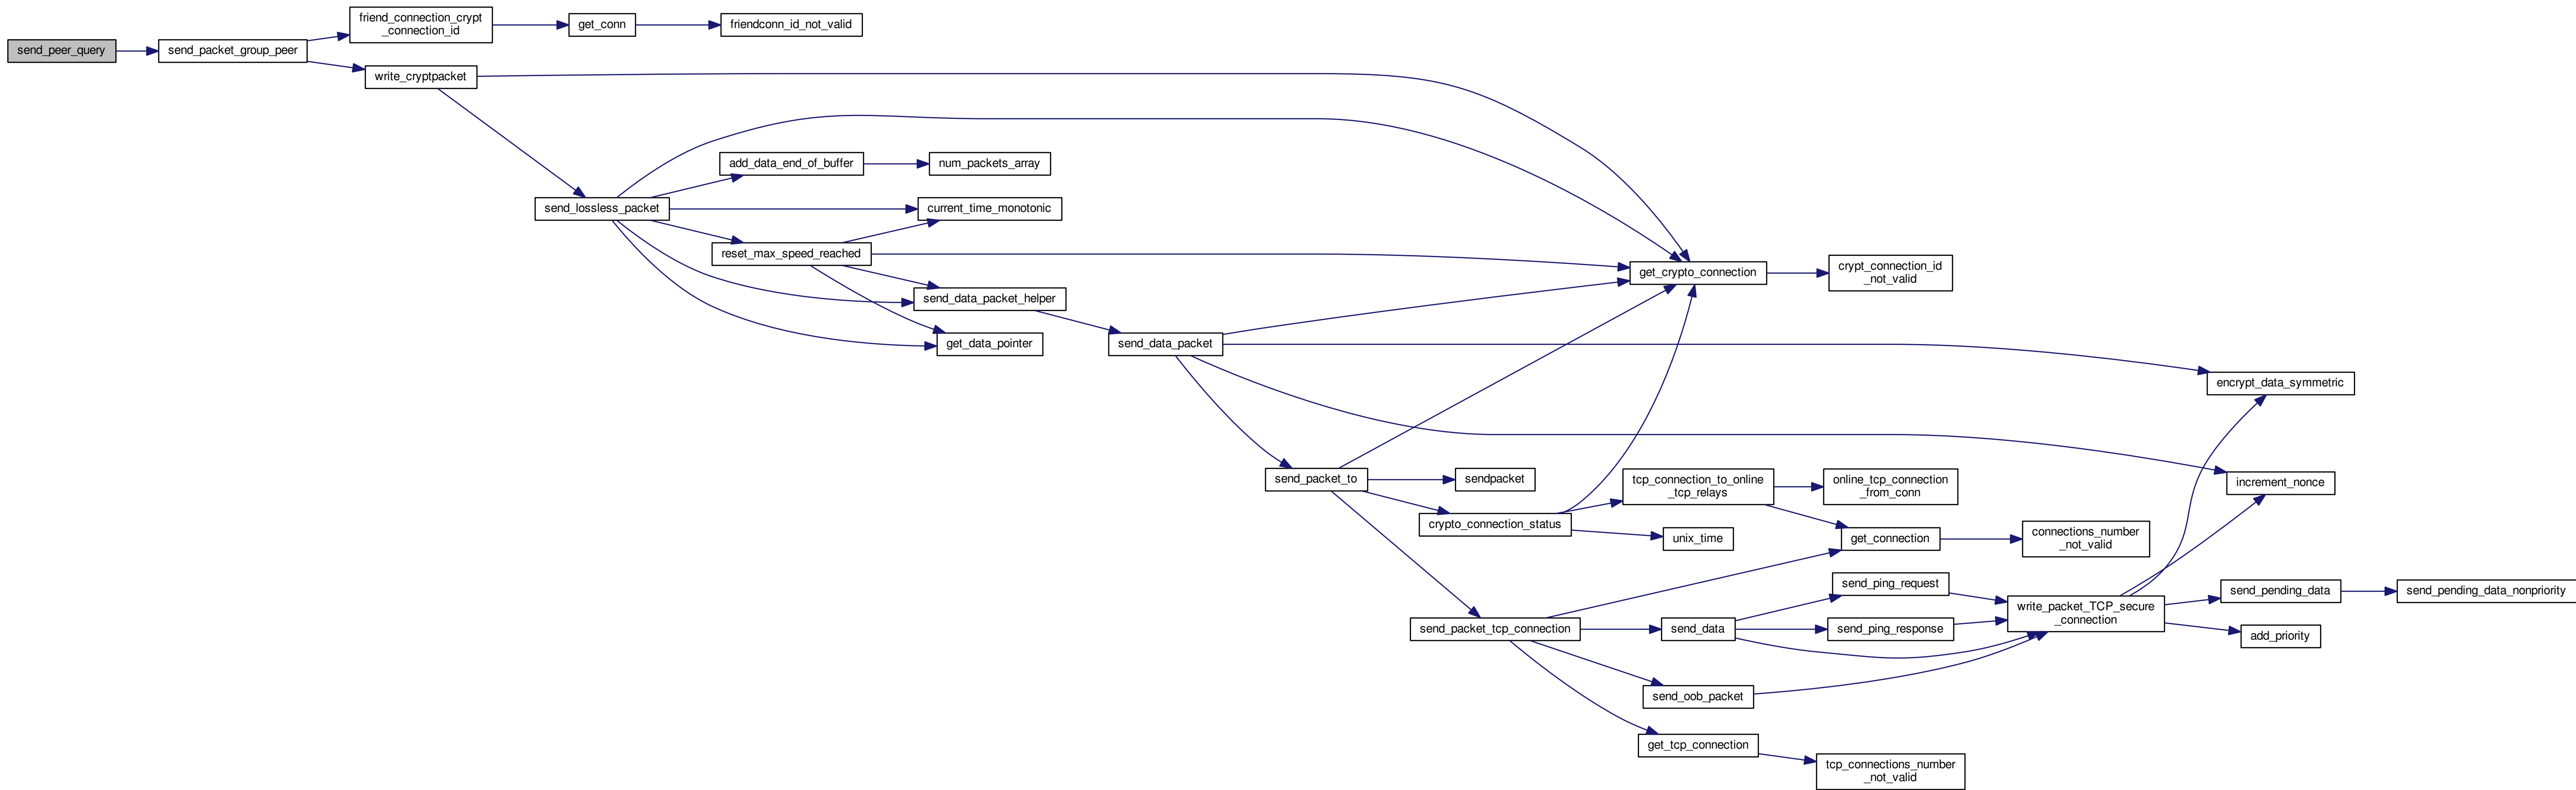 send_peer_query
send_packet_group_peer
friend_connection_crypt
_connection_id
get_conn
friendconn_id_not_valid
write_cryptpacket
send_lossless_packet
add_data_end_of_buffer
num_packets_array
current_time_monotonic
reset_max_speed_reached
send_data_packet_helper
get_data_pointer
send_data_packet
get_crypto_connection
crypt_connection_id
_not_valid
encrypt_data_symmetric
increment_nonce
send_packet_to
sendpacket
crypto_connection_status
tcp_connection_to_online
_tcp_relays
online_tcp_connection
_from_conn
unix_time
get_connection
connections_number
_not_valid
send_packet_tcp_connection
send_data
send_ping_request
send_ping_response
write_packet_TCP_secure
_connection
send_pending_data
send_pending_data_nonpriority
add_priority
send_oob_packet
get_tcp_connection
tcp_connections_number
_not_valid